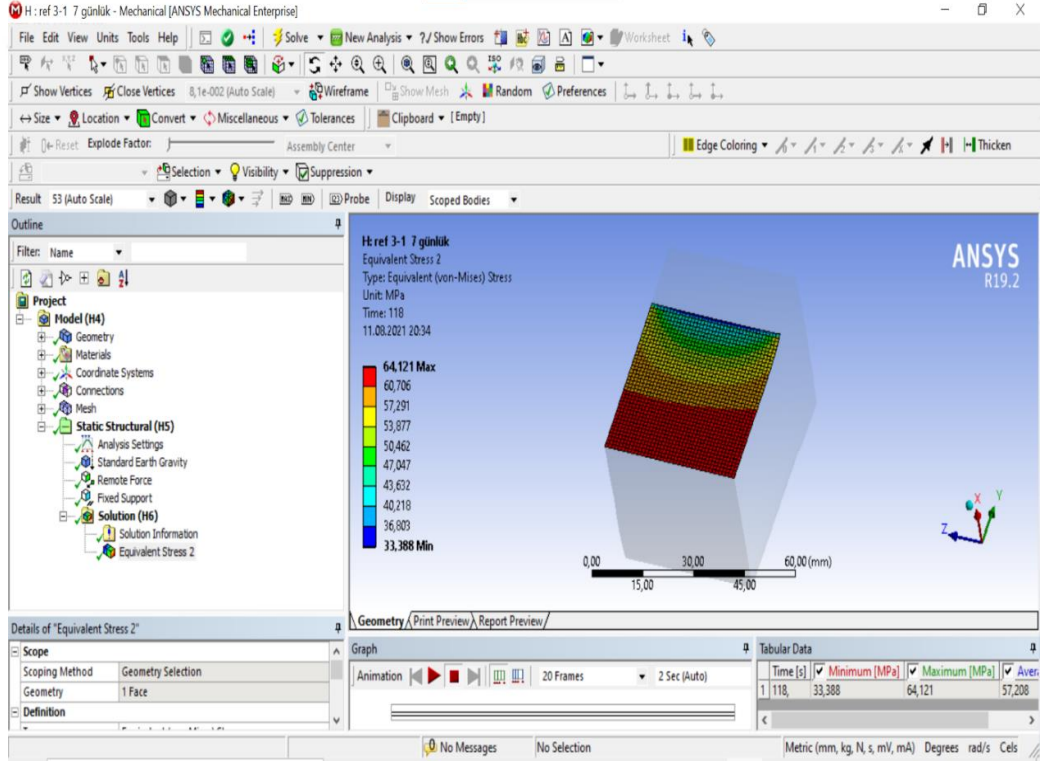 H : ref 3-1 7 günlük - Mechanical [ANSYS Mechanical Enterprise]
File Edit View Units Tools Help Solve New Analysis ?/ Show Errors Worksheet
Show Vertices Close Vertices 8,1e-002 (Auto Scale) Wireframe Show Mesh Random Preferences
Size Location Convert Miscellaneous Tolerances Clipboard [Empty]
Reset Explode Factor: Assembly Center Edge Coloring Thicken
Selection Visibility Suppression
Result 53 (Auto Scale) Probe Display Scoped Bodies
Outline
Filter: Name
Project
Model (H4)
Geometry
Materials
Coordinate Systems
Connections
Mesh
Static Structural (H5)
Analysis Settings
Standard Earth Gravity
Remote Force
Fixed Support
Solution (H6)
Solution Information
Equivalent Stress 2
H: ref 3-1 7 günlük
Equivalent Stress 2
Type: Equivalent (von-Mises) Stress
Unit: MPa
Time: 118
11.08.2021 20:34
64,121 Max
60,706
57,291
53,877
50,462
47,047
43,632
40,218
36,803
33,388 Min
ANSYS
R19.2
X
Y
Z
0,00 30,00 60,00 (mm)
15,00 45,00
Geometry Print Preview Report Preview
Details of "Equivalent Stress 2"
Scope
Scoping Method Geometry Selection
Geometry 1 Face
Definition
Graph
Animation 20 Frames 2 Sec (Auto)
Tabular Data
Time [s] Minimum [MPa] Maximum [MPa] Aver
1 118, 33,388 64,121 57,208
No Messages No Selection Metric (mm, kg, N, s, mV, mA) Degrees rad/s Cels